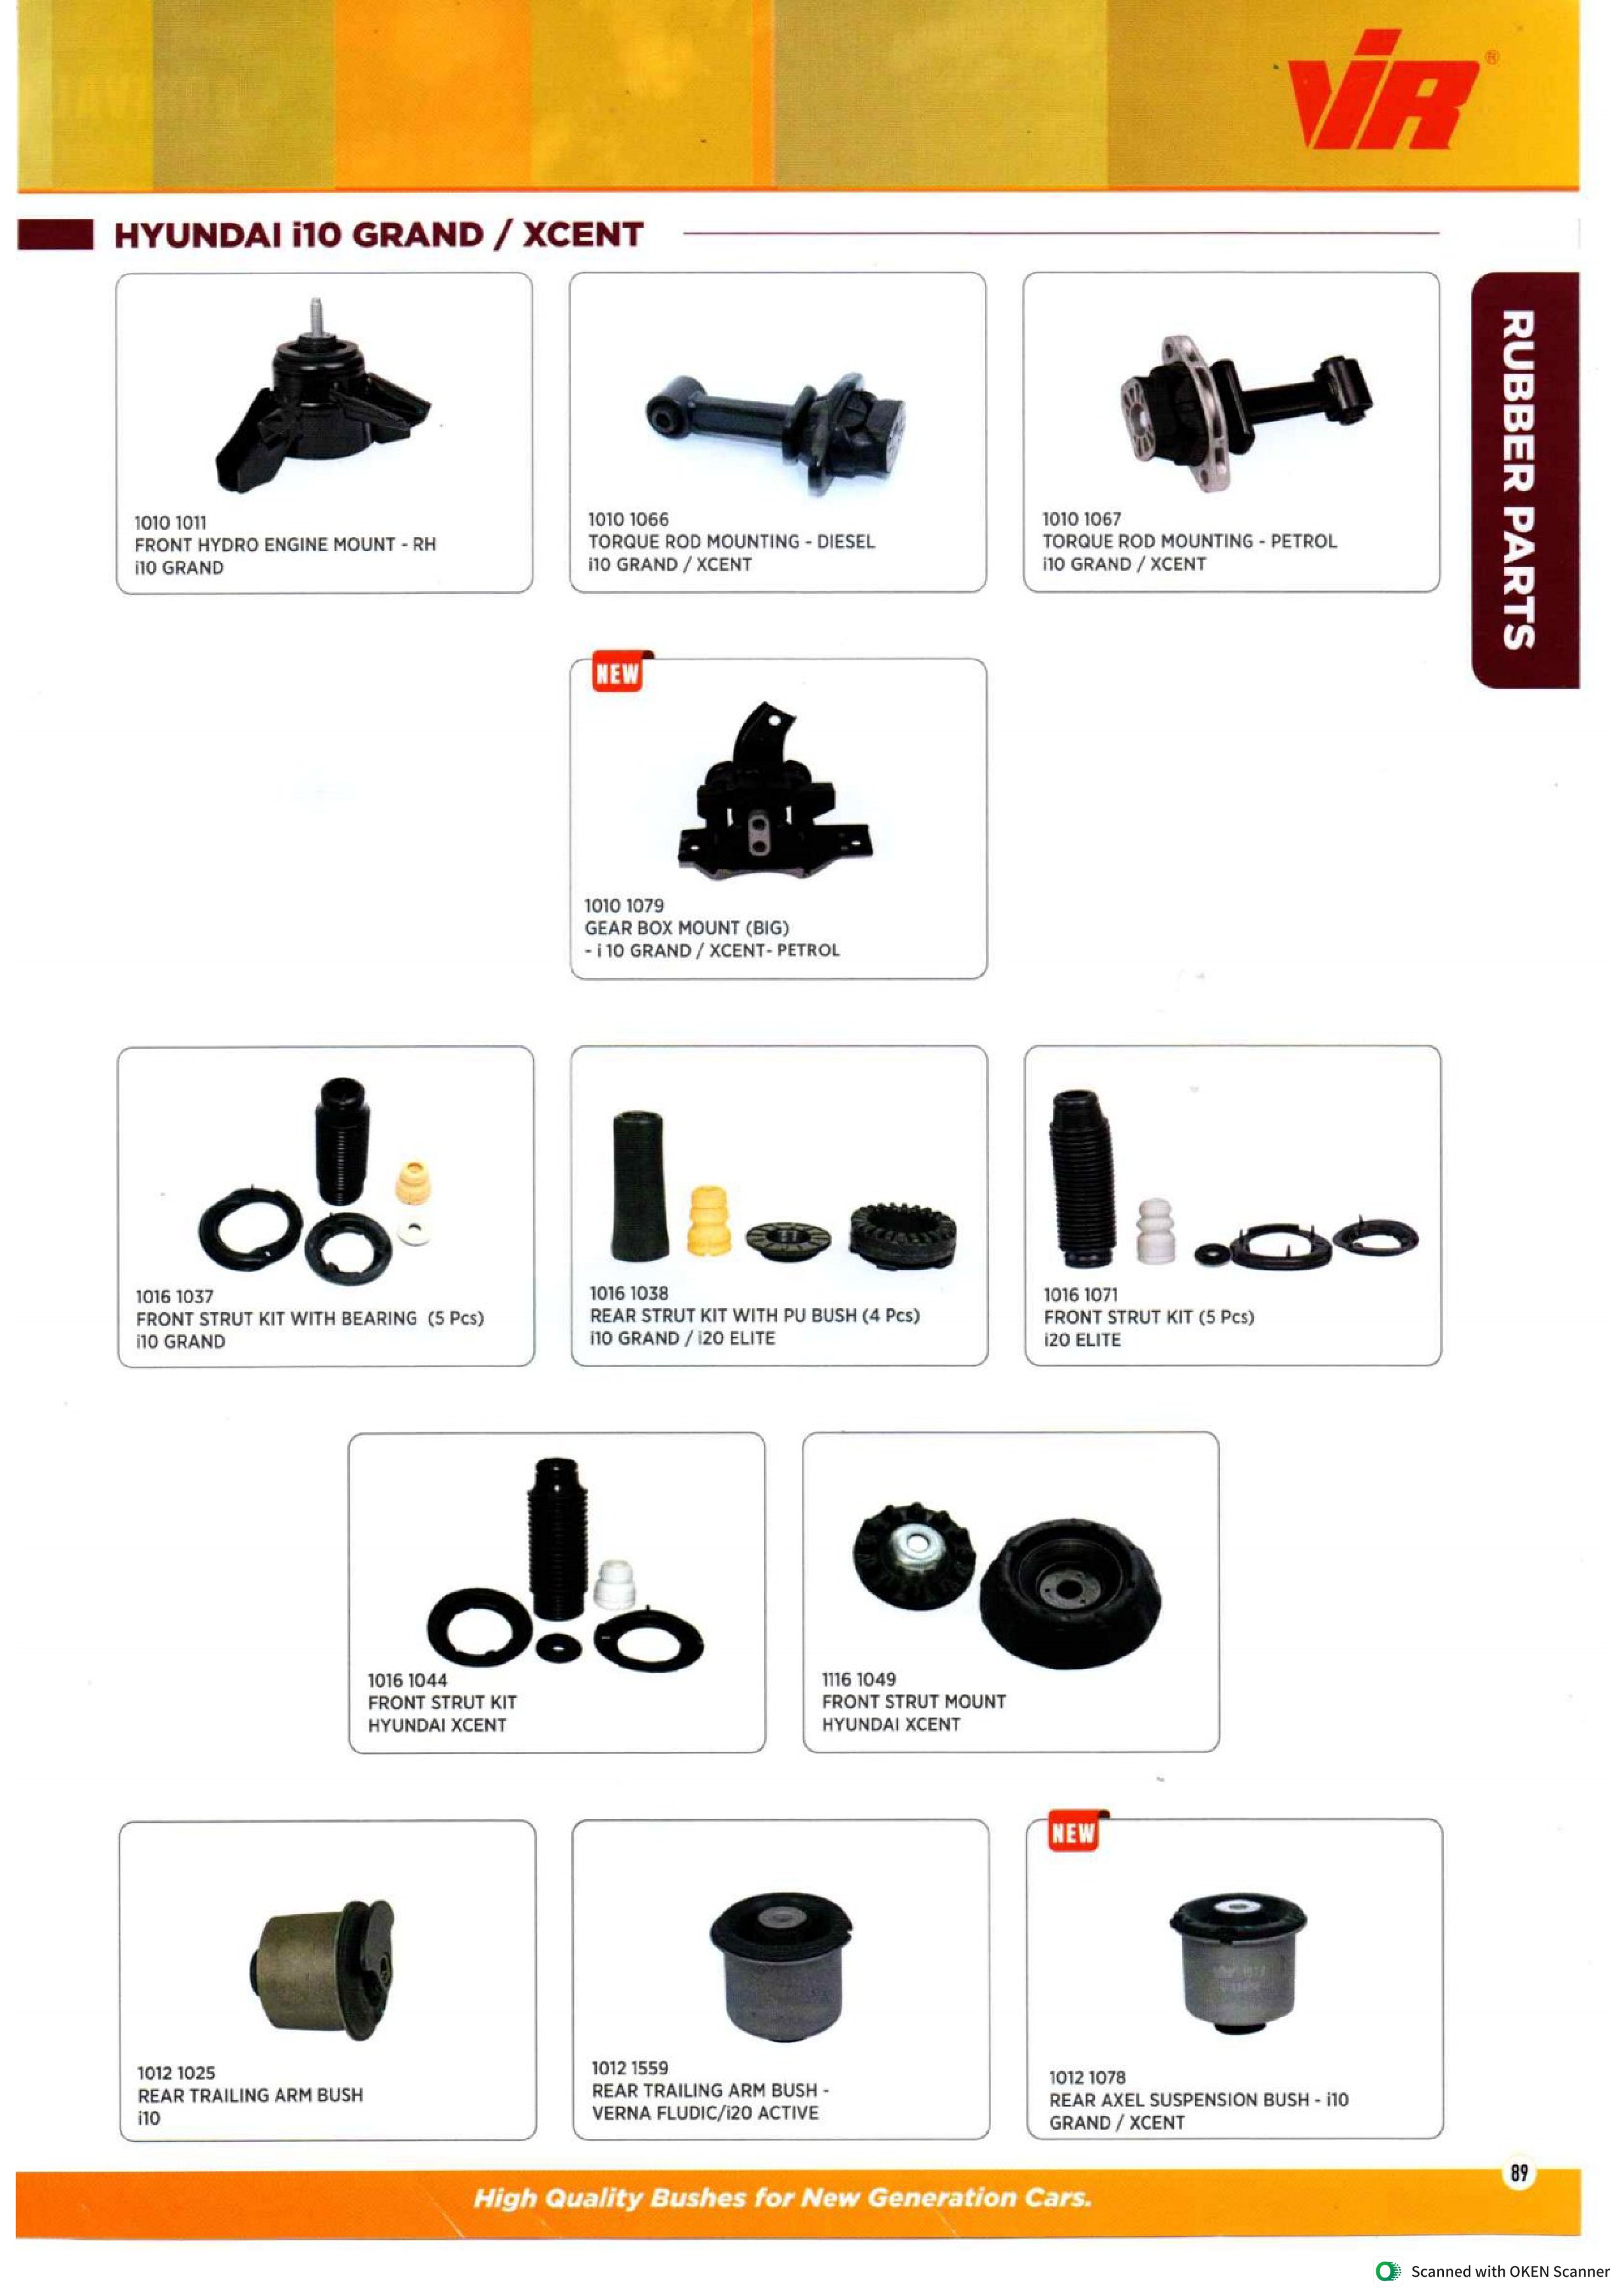 ViR®
HYUNDAI i10 GRAND / XCENT
RUBBER PARTS
1010 1011
FRONT HYDRO ENGINE MOUNT - RH
i10 GRAND
1010 1066
TORQUE ROD MOUNTING - DIESEL
i10 GRAND / XCENT
1010 1067
TORQUE ROD MOUNTING - PETROL
i10 GRAND / XCENT
NEW
1010 1079
GEAR BOX MOUNT (BIG)
- i 10 GRAND / XCENT- PETROL
1016 1037
FRONT STRUT KIT WITH BEARING (5 Pcs)
i10 GRAND
1016 1038
REAR STRUT KIT WITH PU BUSH (4 Pcs)
i10 GRAND / i20 ELITE
1016 1071
FRONT STRUT KIT (5 Pcs)
i20 ELITE
1016 1044
FRONT STRUT KIT
HYUNDAI XCENT
1116 1049
FRONT STRUT MOUNT
HYUNDAI XCENT
1012 1025
REAR TRAILING ARM BUSH
i10
1012 1559
REAR TRAILING ARM BUSH -
VERNA FLUDIC/i20 ACTIVE
NEW
1012 1078
REAR AXEL SUSPENSION BUSH - i10
GRAND / XCENT
89
High Quality Bushes for New Generation Cars.
Scanned with OKEN Scanner